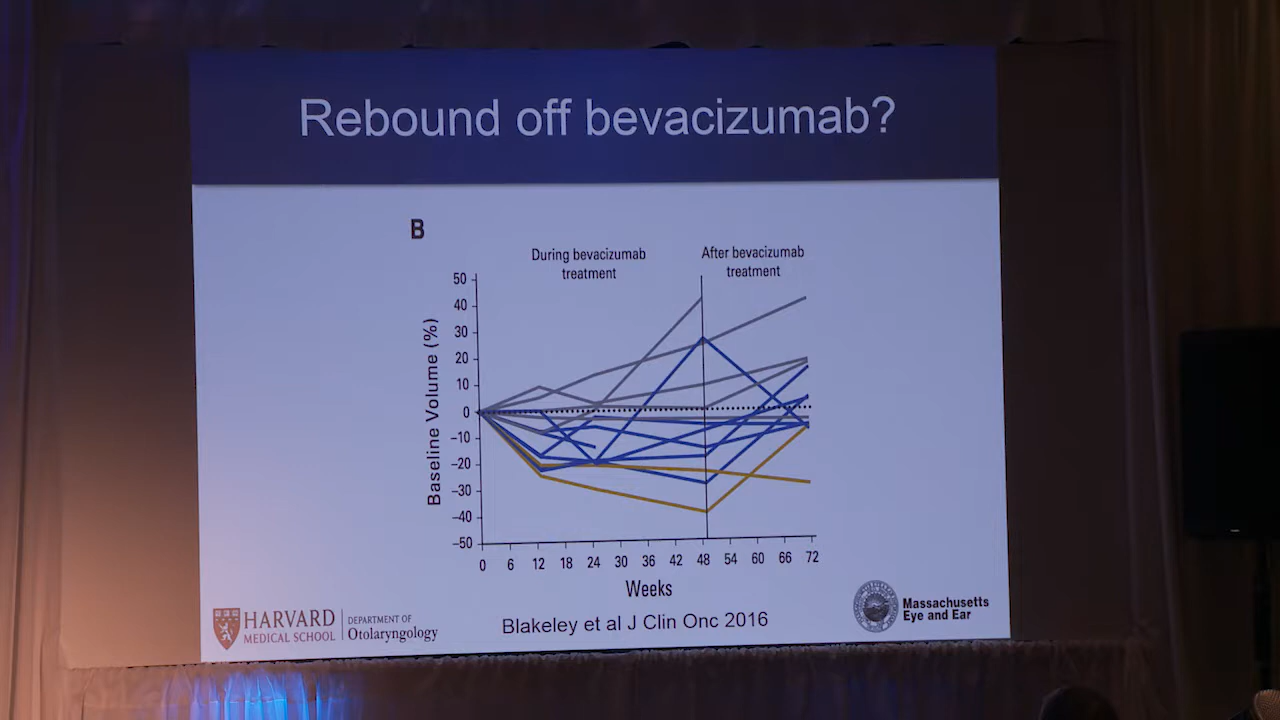 Rebound off bevacizumab?
B
During bevacizumab
treatment
After bevacizumab
treatment
50
40
30
20
10
0
–10
–20
–30
–40
–50
Baseline Volume (%)
0 6 12 18 24 30 36 42 48 54 60 66 72
Weeks
Blakeley et al J Clin Onc 2016
HARVARD
MEDICAL SCHOOL
DEPARTMENT OF
Otolaryngology
Massachusetts
Eye and Ear